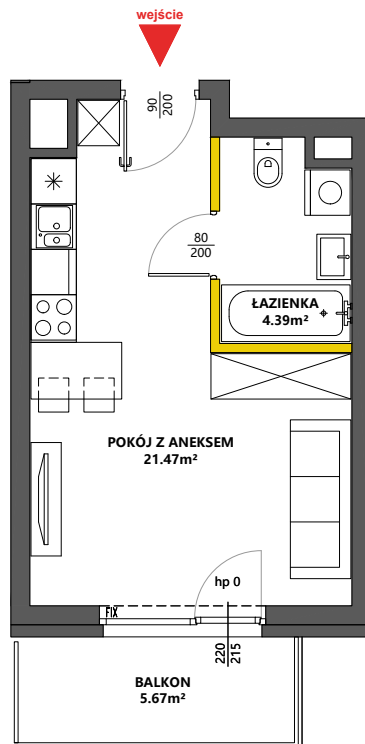 wejście
90
200
80
200
ŁAZIENKA
4.39m²
POKÓJ Z ANEKSEM
21.47m²
hp 0
FIX
220
215
BALKON
5.67m²